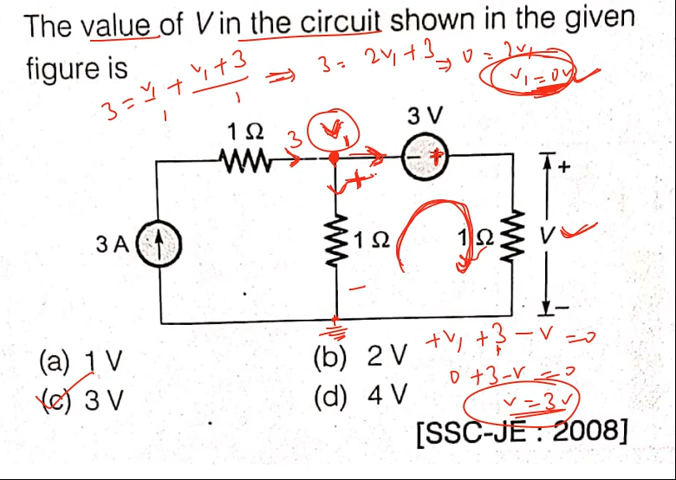 The value of V in the circuit shown in the given
figure is
3 = V₁/1 + V₁+3/1 ⇒ 3 = 2V₁+3 ⇒ 0 = 2V₁
V₁ = 0V
1 Ω
3
V₁
3 V
− +
+
3 A
1 Ω
1 Ω
V
−
−
(a) 1 V
(b) 2 V
+V₁ +3 − V = 0
0 + 3 − V = 0
(c) 3 V
(d) 4 V
V = 3V
[SSC-JE : 2008]